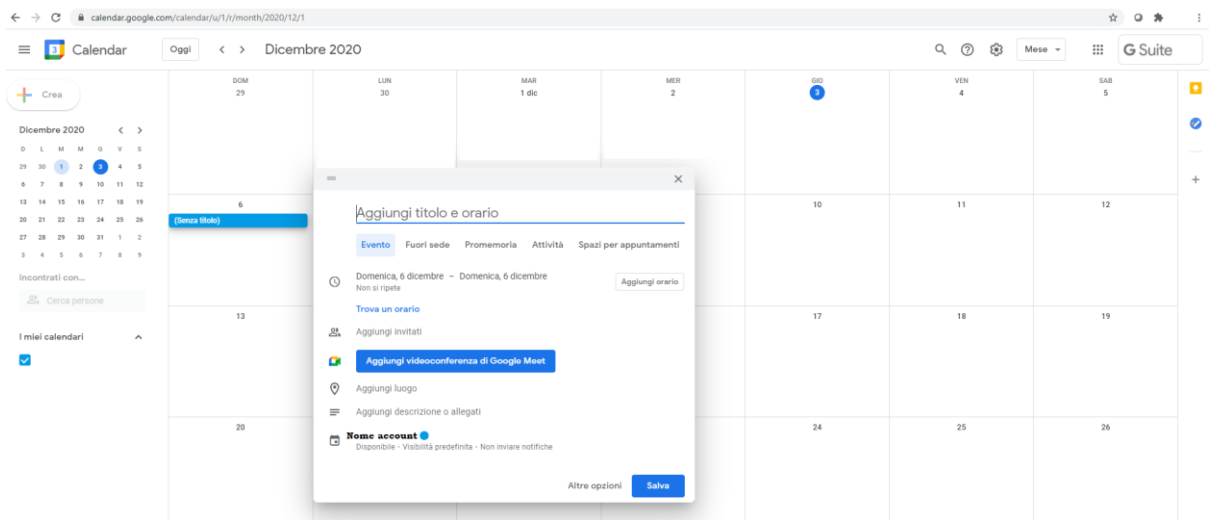 calendar.google.com/calendar/u/1/r/month/2020/12/1
3 Calendar
Oggi
Dicembre 2020
Mese
G Suite
Crea
DOM LUN MAR MER GIO VEN SAB
29 30 1 dic 2 3 4 5
Dicembre 2020
D L M M G V S
29 30 1 2 3 4 5
6 7 8 9 10 11 12
13 14 15 16 17 18 19
20 21 22 23 24 25 26
27 28 29 30 31 1 2
3 4 5 6 7 8 9
Incontrati con...
Cerca persone
I miei calendari
6 10 11 12
(Senza titolo)
13 17 18 19
20 24 25 26
Aggiungi titolo e orario
Evento Fuori sede Promemoria Attività Spazi per appuntamenti
Domenica, 6 dicembre – Domenica, 6 dicembre
Non si ripete
Aggiungi orario
Trova un orario
Aggiungi invitati
Aggiungi videoconferenza di Google Meet
Aggiungi luogo
Aggiungi descrizione o allegati
Nome account
Disponibile - Visibilità predefinita - Non inviare notifiche
Altre opzioni Salva